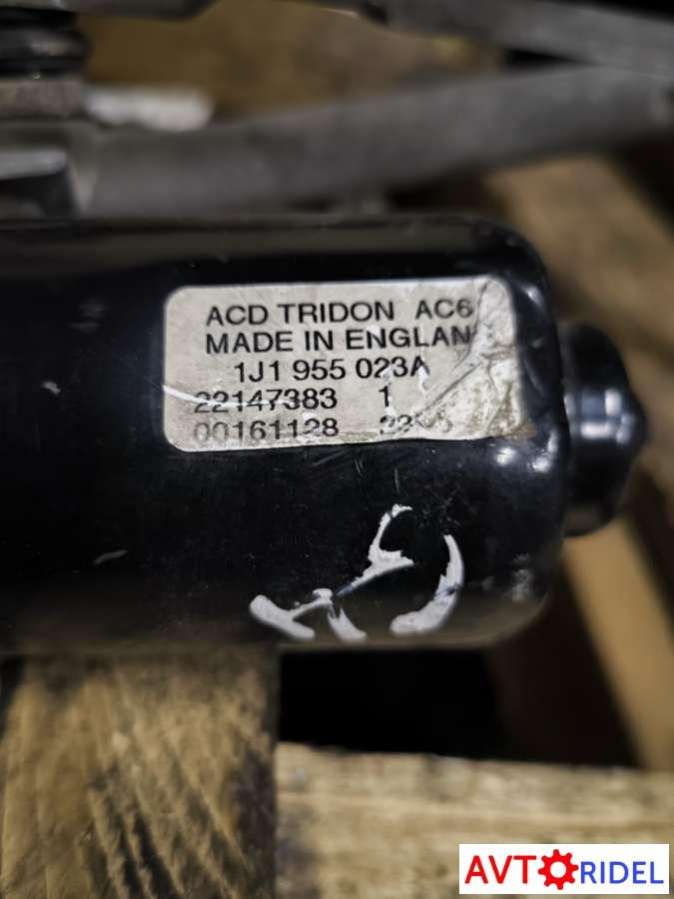 ACD TRIDON AC6
MADE IN ENGLAN
1J1 955 023A
22147383 1
00161128
AVTORIDEL